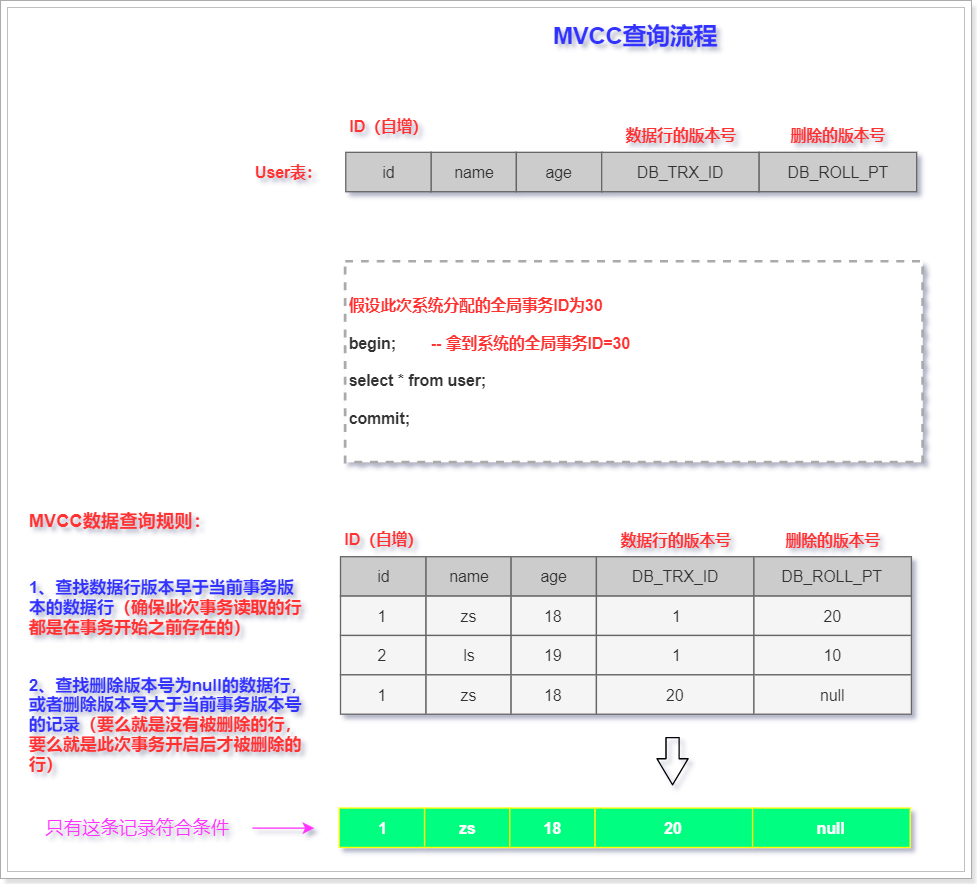 MVCC查询流程
ID（自增）
数据行的版本号 删除的版本号
User表：
id name age DB_TRX_ID DB_ROLL_PT
假设此次系统分配的全局事务ID为30
begin; -- 拿到系统的全局事务ID=30
select * from user;
commit;
MVCC数据查询规则：
1、查找数据行版本早于当前事务版
本的数据行（确保此次事务读取的行
都是在事务开始之前存在的）
2、查找删除版本号为null的数据行，
或者删除版本号大于当前事务版本号
的记录（要么就是没有被删除的行，
要么就是此次事务开启后才被删除的
行）
ID（自增）
数据行的版本号 删除的版本号
id name age DB_TRX_ID DB_ROLL_PT
1 zs 18 1 20
2 ls 19 1 10
1 zs 18 20 null
只有这条记录符合条件
1 zs 18 20 null